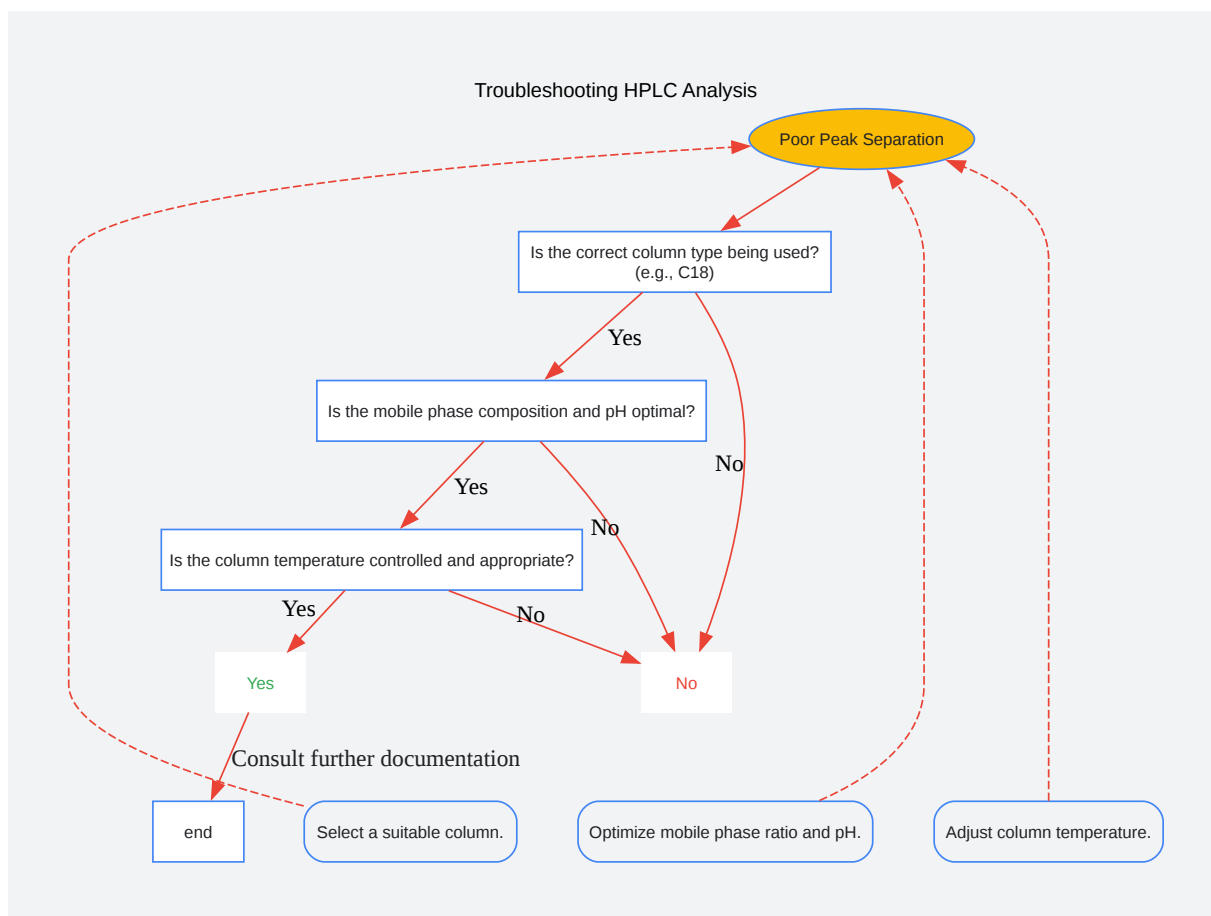 Troubleshooting HPLC Analysis
Poor Peak Separation
Is the correct column type being used?
(e.g., C18)
Yes
Is the mobile phase composition and pH optimal?
No
Yes
No
Is the column temperature controlled and appropriate?
Yes
No
Yes
No
Consult further documentation
end
Select a suitable column.
Optimize mobile phase ratio and pH.
Adjust column temperature.